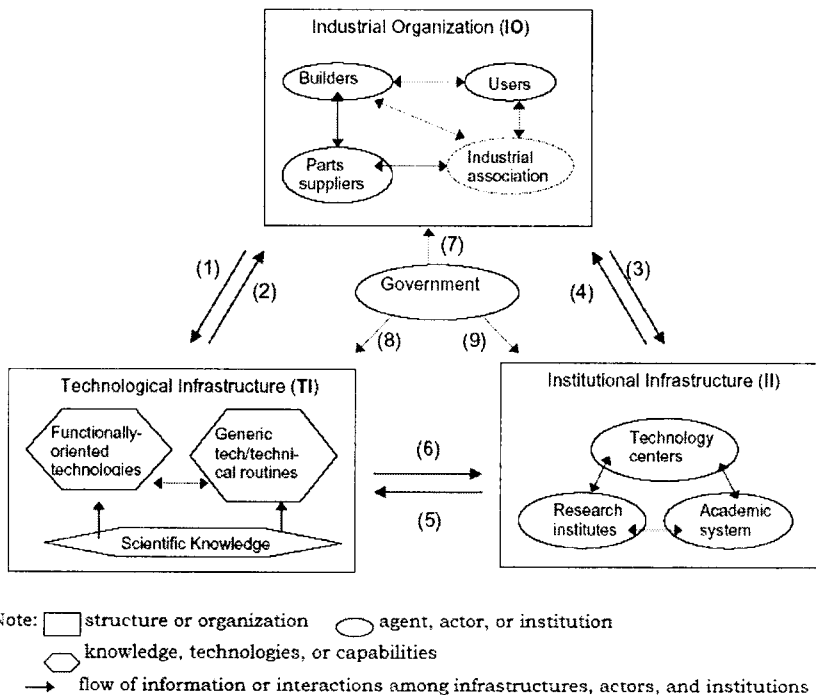 Industrial Organization (IO)
Builders
Users
Parts
suppliers
Industrial
association
(1)
(2)
(7)
Government
(4)
(3)
(8)
(9)
Technological Infrastructure (TI)
Functionally-
oriented
technologies
Generic
tech/techni-
cal routines
Scientific Knowledge
(6)
(5)
Institutional Infrastructure (II)
Technology
centers
Research
institutes
Academic
system
Note: structure or organization agent, actor, or institution
knowledge, technologies, or capabilities
flow of information or interactions among infrastructures, actors, and institutions